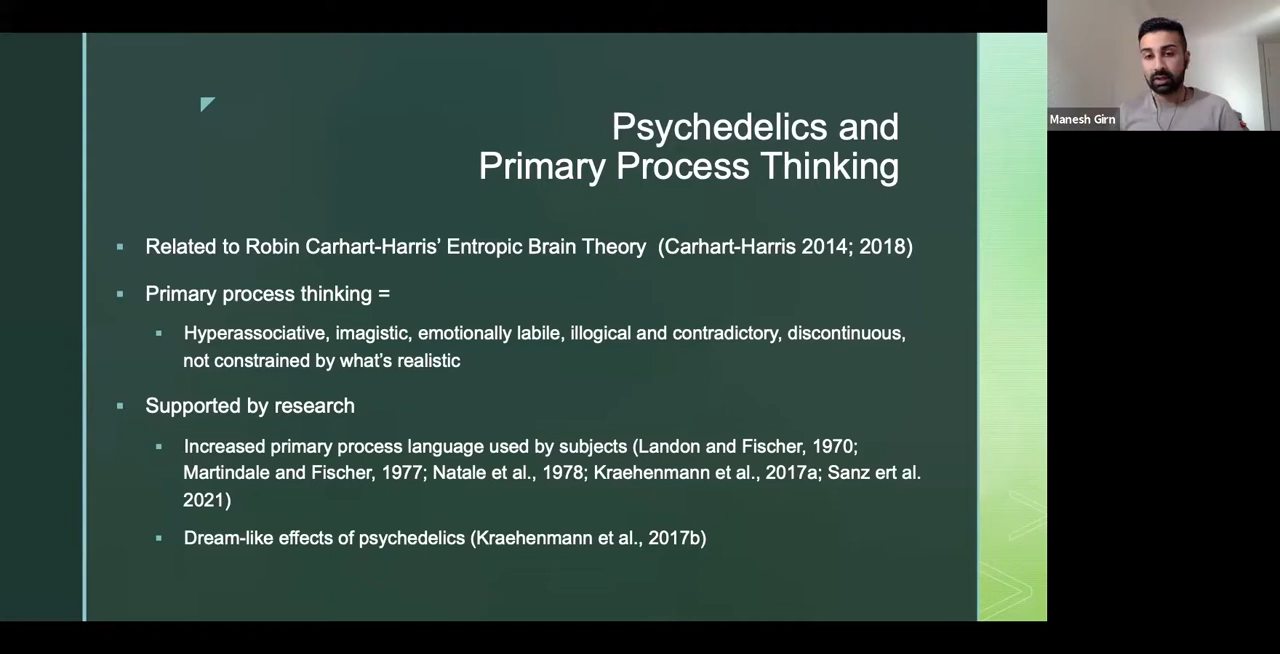 Psychedelics and
Primary Process Thinking
Related to Robin Carhart-Harris’ Entropic Brain Theory (Carhart-Harris 2014; 2018)
Primary process thinking =
Hyperassociative, imagistic, emotionally labile, illogical and contradictory, discontinuous,
not constrained by what’s realistic
Supported by research
Increased primary process language used by subjects (Landon and Fischer, 1970;
Martindale and Fischer, 1977; Natale et al., 1978; Kraehenmann et al., 2017a; Sanz ert al.
2021)
Dream-like effects of psychedelics (Kraehenmann et al., 2017b)
Manesh Girn